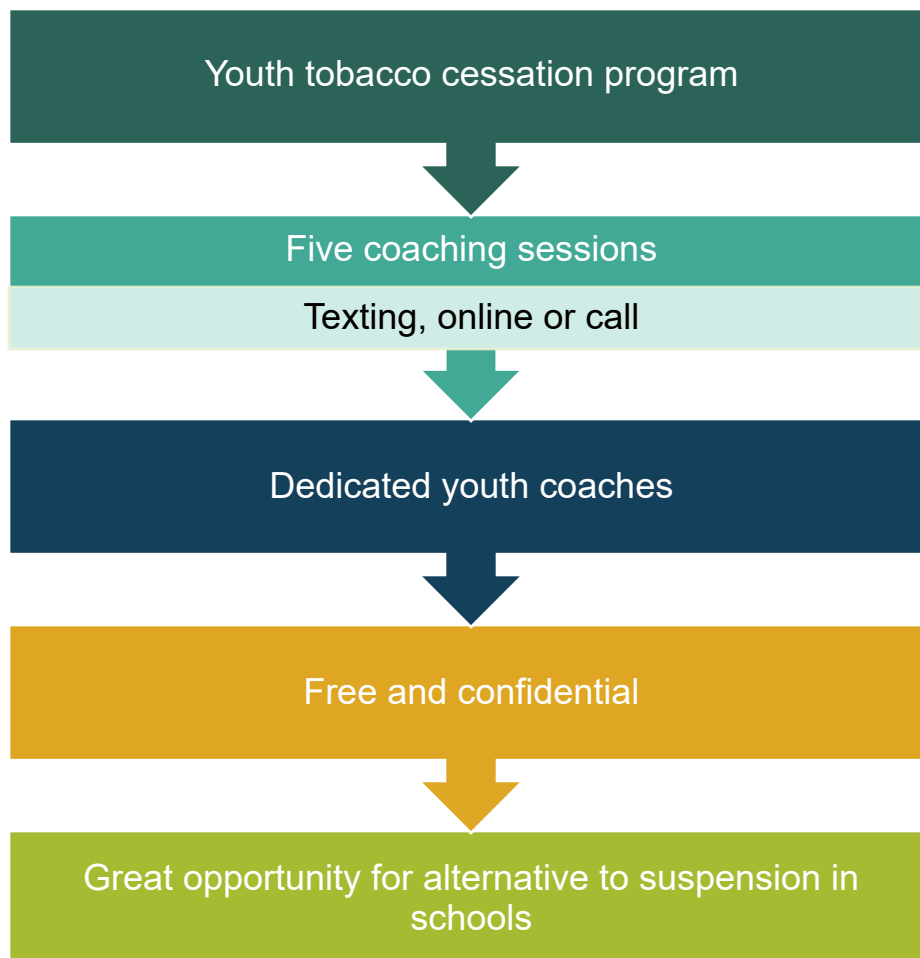 Youth tobacco cessation program
Five coaching sessions
Texting, online or call
Dedicated youth coaches
Free and confidential
Great opportunity for alternative to suspension in
schools